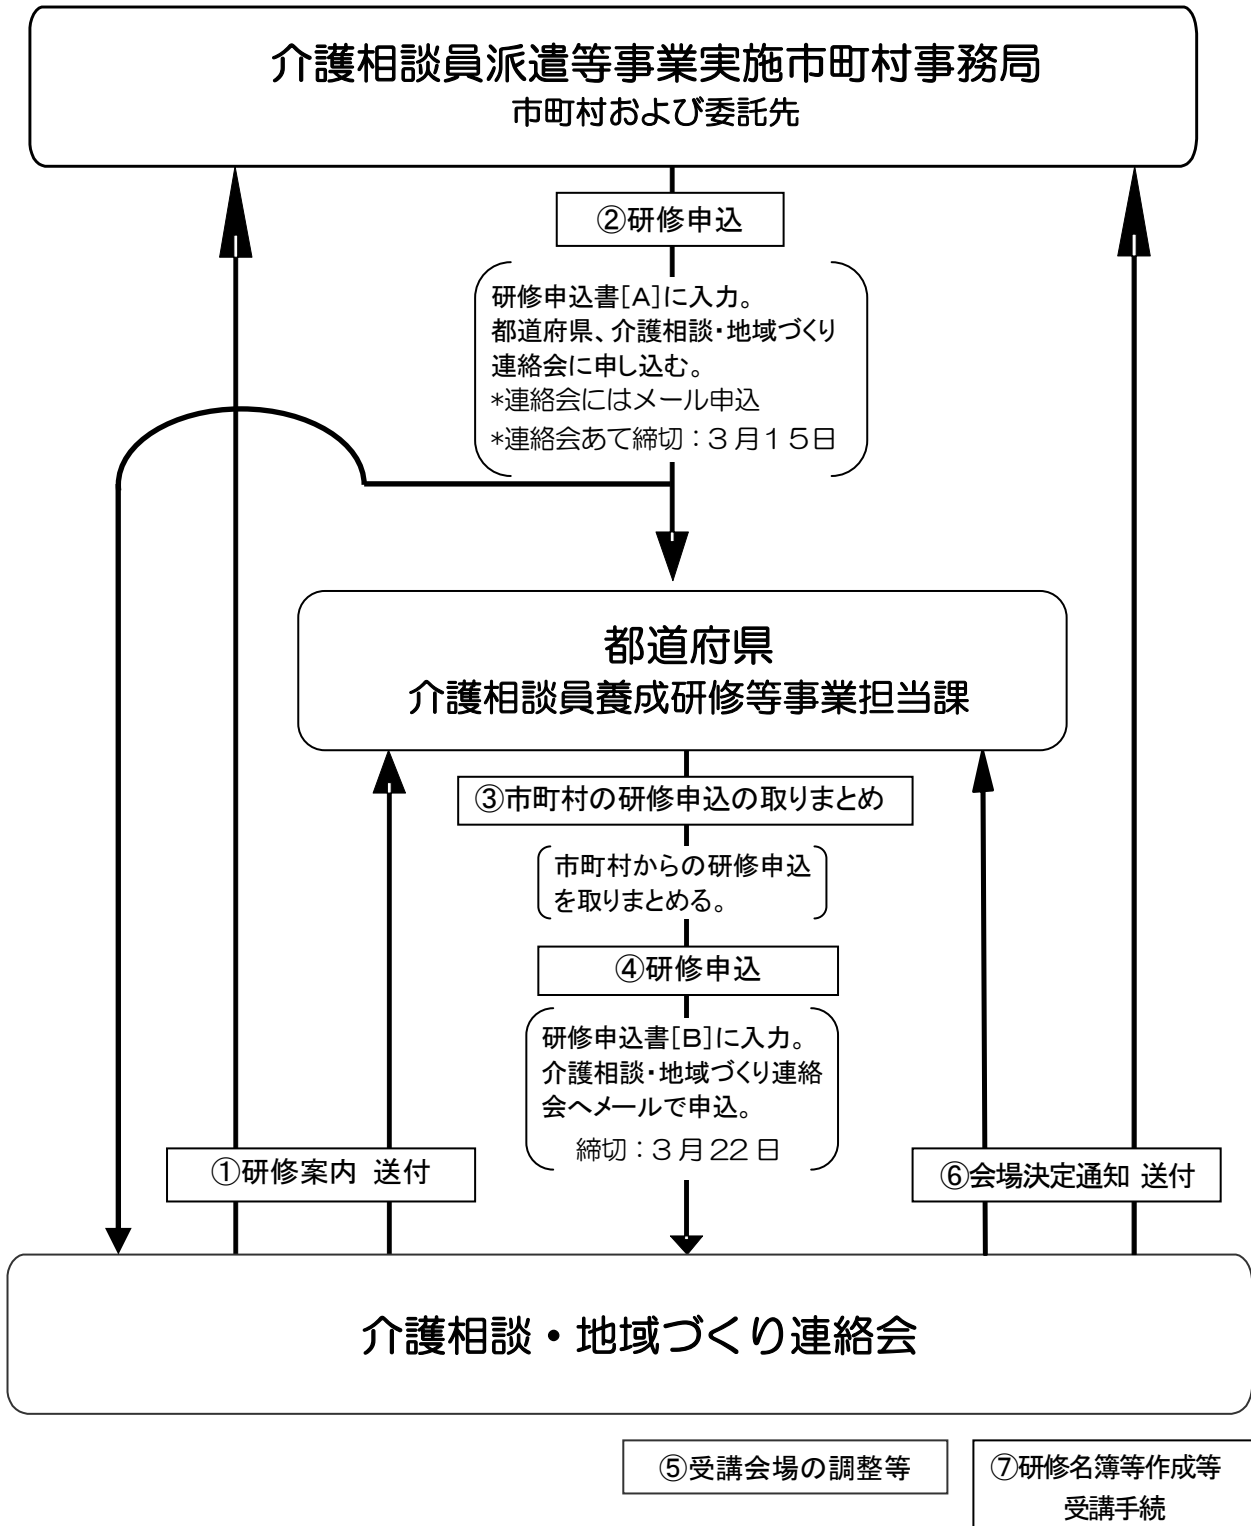 介護相談員派遣等事業実施市町村事務局
市町村および委託先
②研修申込
研修申込書[A]に入力。
都道府県、介護相談・地域づくり
連絡会に申し込む。
*連絡会にはメール申込
*連絡会あて締切：３月１５日
都道府県
介護相談員養成研修等事業担当課
③市町村の研修申込の取りまとめ
市町村からの研修申込
を取りまとめる。
④研修申込
研修申込書[B]に入力。
介護相談・地域づくり連絡
会へメールで申込。
締切：３月22日
①研修案内 送付
⑥会場決定通知 送付
介護相談・地域づくり連絡会
⑤受講会場の調整等
⑦研修名簿等作成等
受講手続